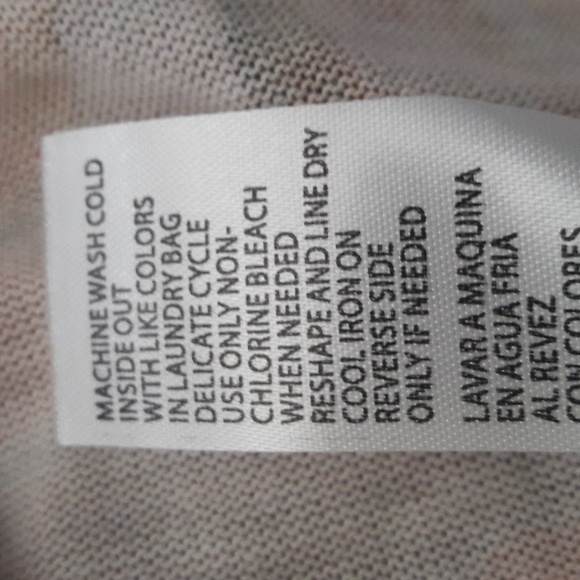 MACHINE WASH COLD
INSIDE OUT
WITH LIKE COLORS
IN LAUNDRY BAG
DELICATE CYCLE
USE ONLY NON-
CHLORINE BLEACH
WHEN NEEDED
RESHAPE AND LINE DRY
COOL IRON ON
REVERSE SIDE
ONLY IF NEEDED
LAVAR A MAQUINA
EN AGUA FRIA
AL REVEZ
CON COLORES